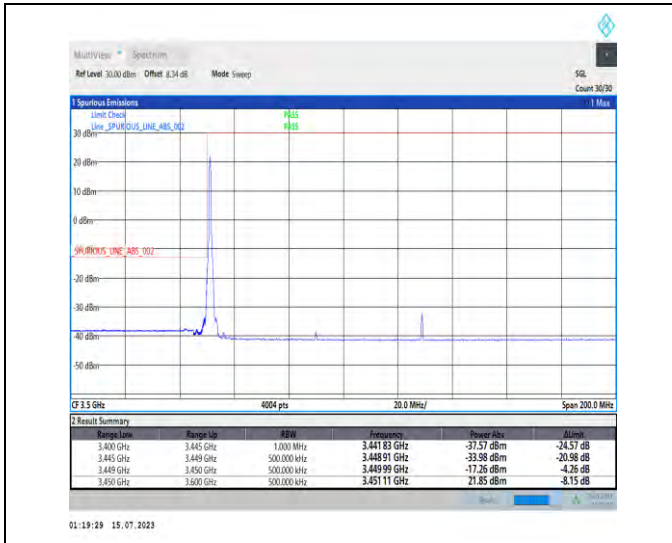 MultiView Spectrum
Ref Level 30.00 dBm Offset 8.34 dB Mode Sweep SGL
Count 30/30
1 Spurious Emissions 1 Max
Limit Check PASS
Line _SPURIOUS_LINE_ABS_002 PASS
30 dBm
20 dBm
10 dBm
0 dBm
_SPURIOUS_LINE_ABS_002
-20 dBm
-30 dBm
-40 dBm
-50 dBm
CF 3.5 GHz 4004 pts 20.0 MHz/ Span 200.0 MHz
2 Result Summary
Range Low Range Up RBW Frequency Power Abs ΔLimit
3.400 GHz 3.445 GHz 1.000 MHz 3.441 83 GHz -37.57 dBm -24.57 dB
3.445 GHz 3.449 GHz 500.000 kHz 3.448 91 GHz -33.98 dBm -20.98 dB
3.449 GHz 3.450 GHz 500.000 kHz 3.449 99 GHz -17.26 dBm -4.26 dB
3.450 GHz 3.600 GHz 500.000 kHz 3.451 11 GHz 21.85 dBm -8.15 dB
01:19:29 15.07.2023